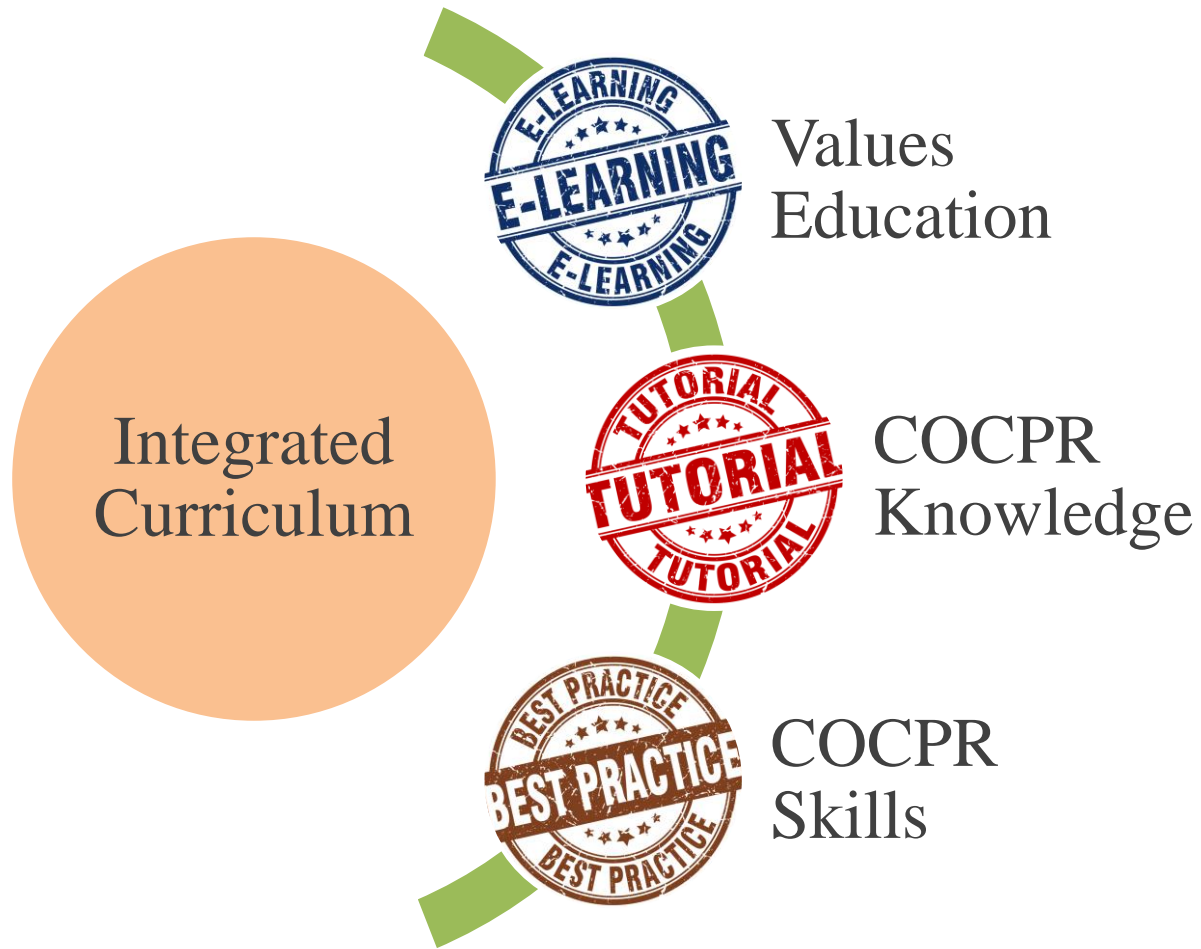 E-LEARNING
E-LEARNING
E-LEARNING
Values
Education
Integrated
Curriculum
TUTORIAL
TUTORIAL
TUTORIAL
COCPR
Knowledge
BEST PRACTICE
BEST PRACTICE
BEST PRACTICE
COCPR
Skills